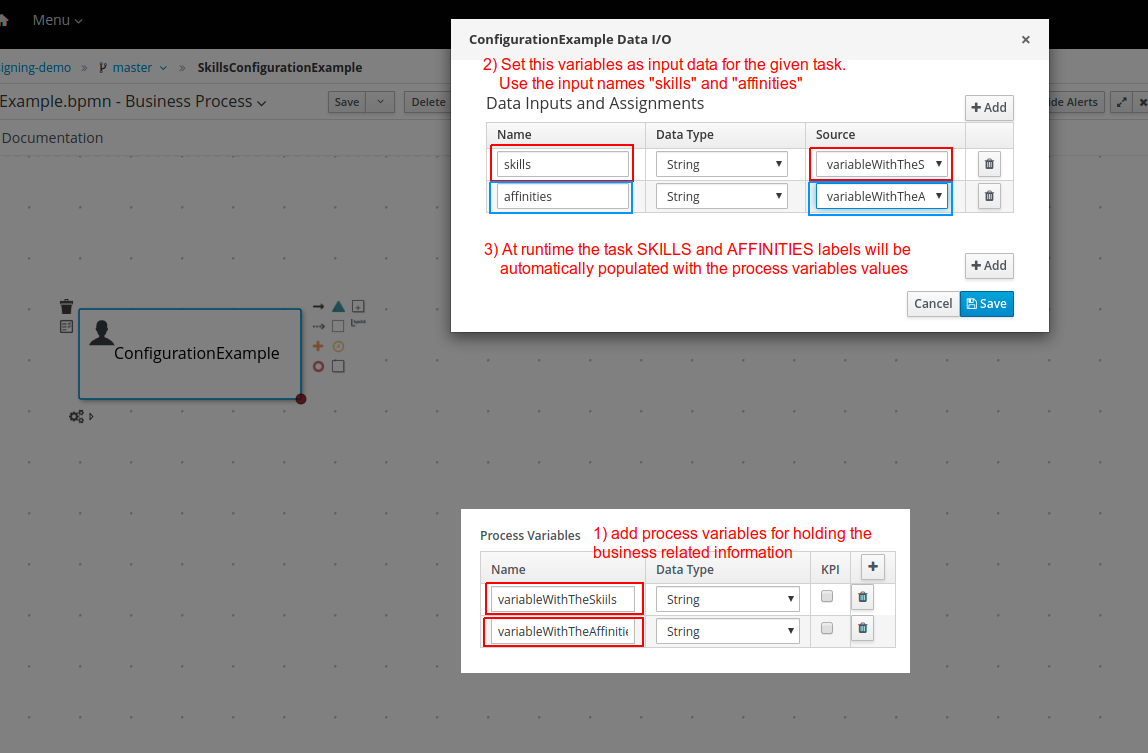 Menu
igning-demo » master » SkillsConfigurationExample
Example.bpmn - Business Process
Save Delete de Alerts
Documentation
ConfigurationExample Data I/O ×
2) Set this variables as input data for the given task.
Use the input names "skills" and "affinities"
Data Inputs and Assignments
+ Add
Name Data Type Source
skills String variableWithTheS
affinities String variableWithTheA
3) At runtime the task SKILLS and AFFINITIES labels will be
automatically populated with the process variables values
+ Add
Cancel Save
ConfigurationExample
Process Variables
1) add process variables for holding the
business related information
Name Data Type KPI +
variableWithTheSkiils String
variableWithTheAffinitie String